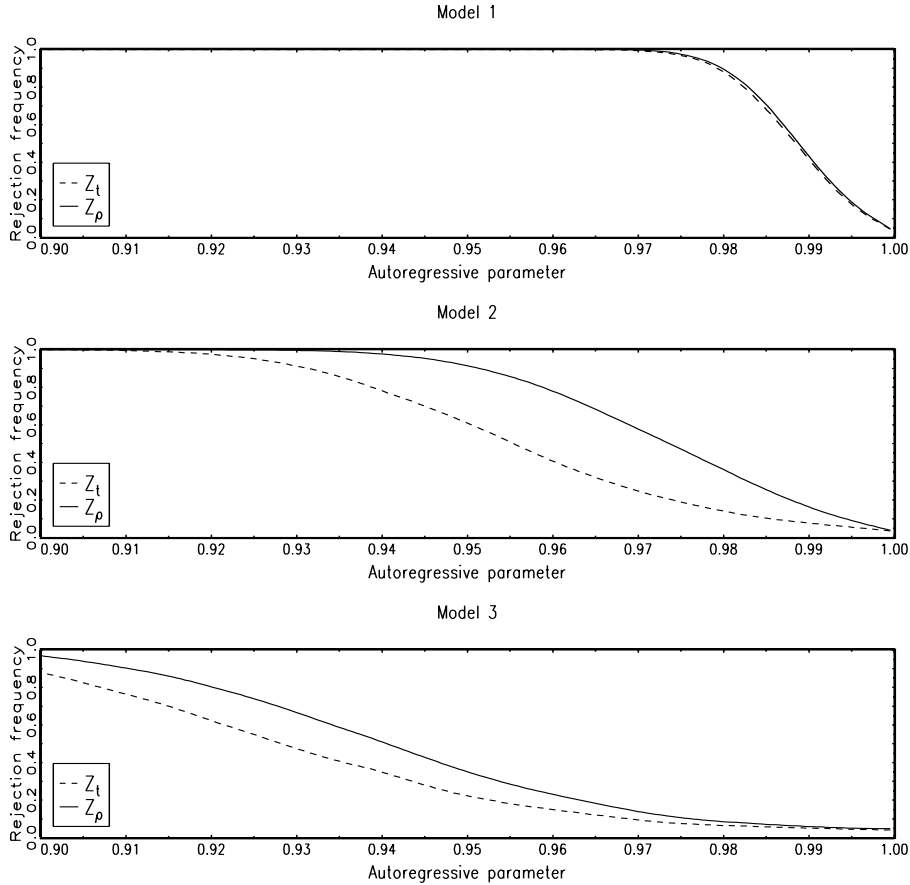 Model 1
Rejection frequency
0.0 0.2 0.4 0.6 0.8 1.0
Z_t
Z_ρ
0.90 0.91 0.92 0.93 0.94 0.95 0.96 0.97 0.98 0.99 1.00
Autoregressive parameter
Model 2
Rejection frequency
0.0 0.2 0.4 0.6 0.8 1.0
Z_t
Z_ρ
0.90 0.91 0.92 0.93 0.94 0.95 0.96 0.97 0.98 0.99 1.00
Autoregressive parameter
Model 3
Rejection frequency
0.0 0.2 0.4 0.6 0.8 1.0
Z_t
Z_ρ
0.90 0.91 0.92 0.93 0.94 0.95 0.96 0.97 0.98 0.99 1.00
Autoregressive parameter